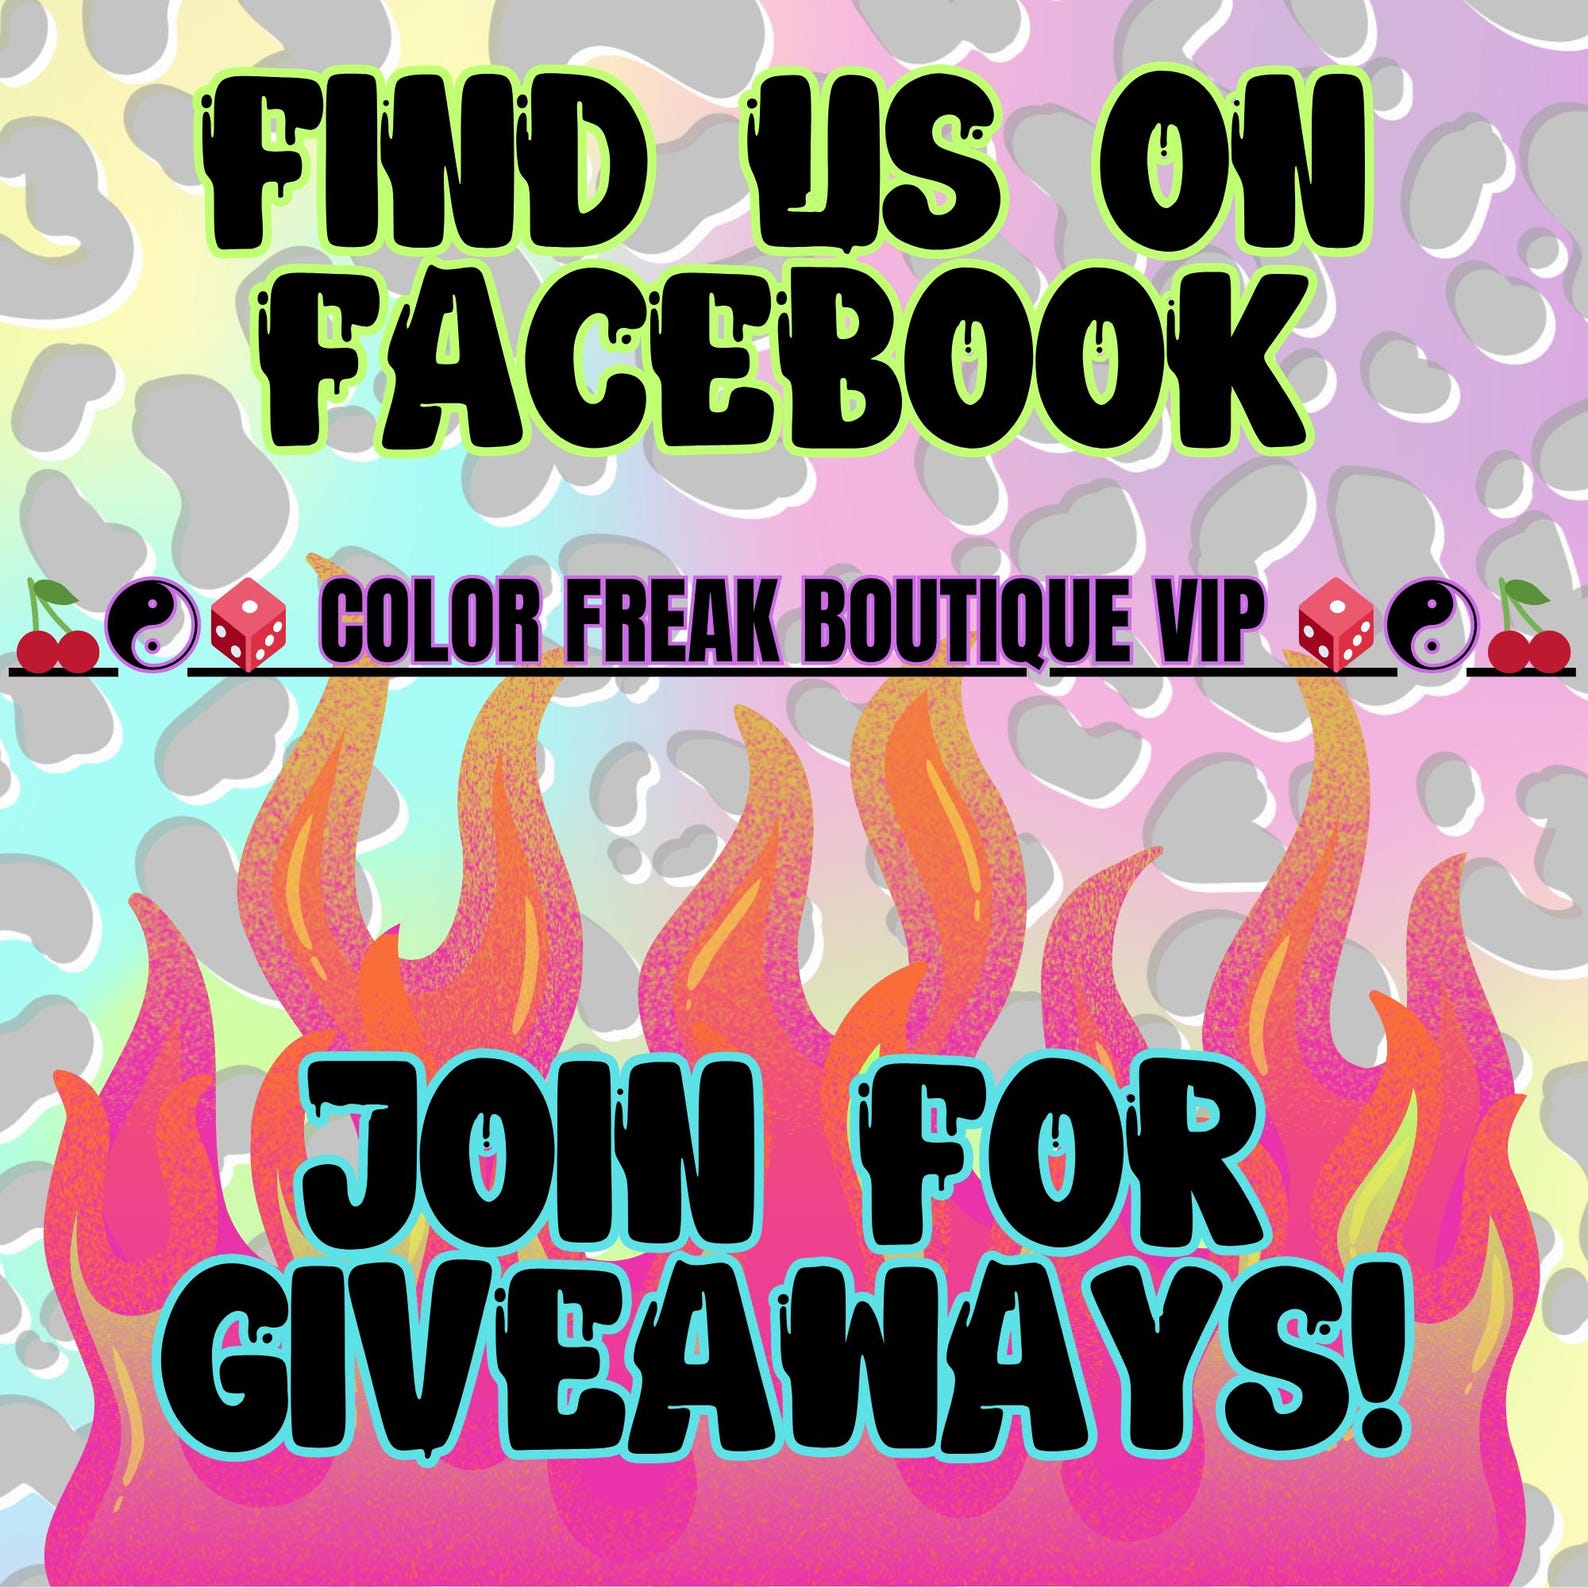 FIND US ON
FACEBOOK
🍒☯🎲 COLOR FREAK BOUTIQUE VIP 🎲☯🍒
JOIN FOR
GIVEAWAYS!